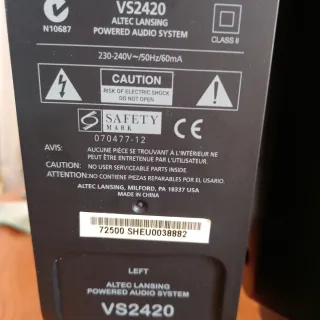 VS2420
ALTEC LANSING
POWERED AUDIO SYSTEM
N10687
CLASS II
230-240V~/50Hz/60mA
CAUTION
RISK OF ELECTRIC SHOCK
DO NOT OPEN
S SAFETY
MARK
CE
070477-12
AVIS: AUCUNE PIÈCE SE TROUVANT À L'INTÉRIEUR NE
PEUT ÊTRE ENTRETENUE PAR L'UTILISATEUR.
CAUTION: NO USER SERVICEABLE PARTS INSIDE.
ATTENTION: NO CONTIENE PIEZAS REPARABLES POR EL USARIO.
ALTEC LANSING, MILFORD, PA 18337 USA
MADE IN CHINA
72500 SHEU0038882
LEFT
ALTEC LANSING
POWERED AUDIO SYSTEM
VS2420